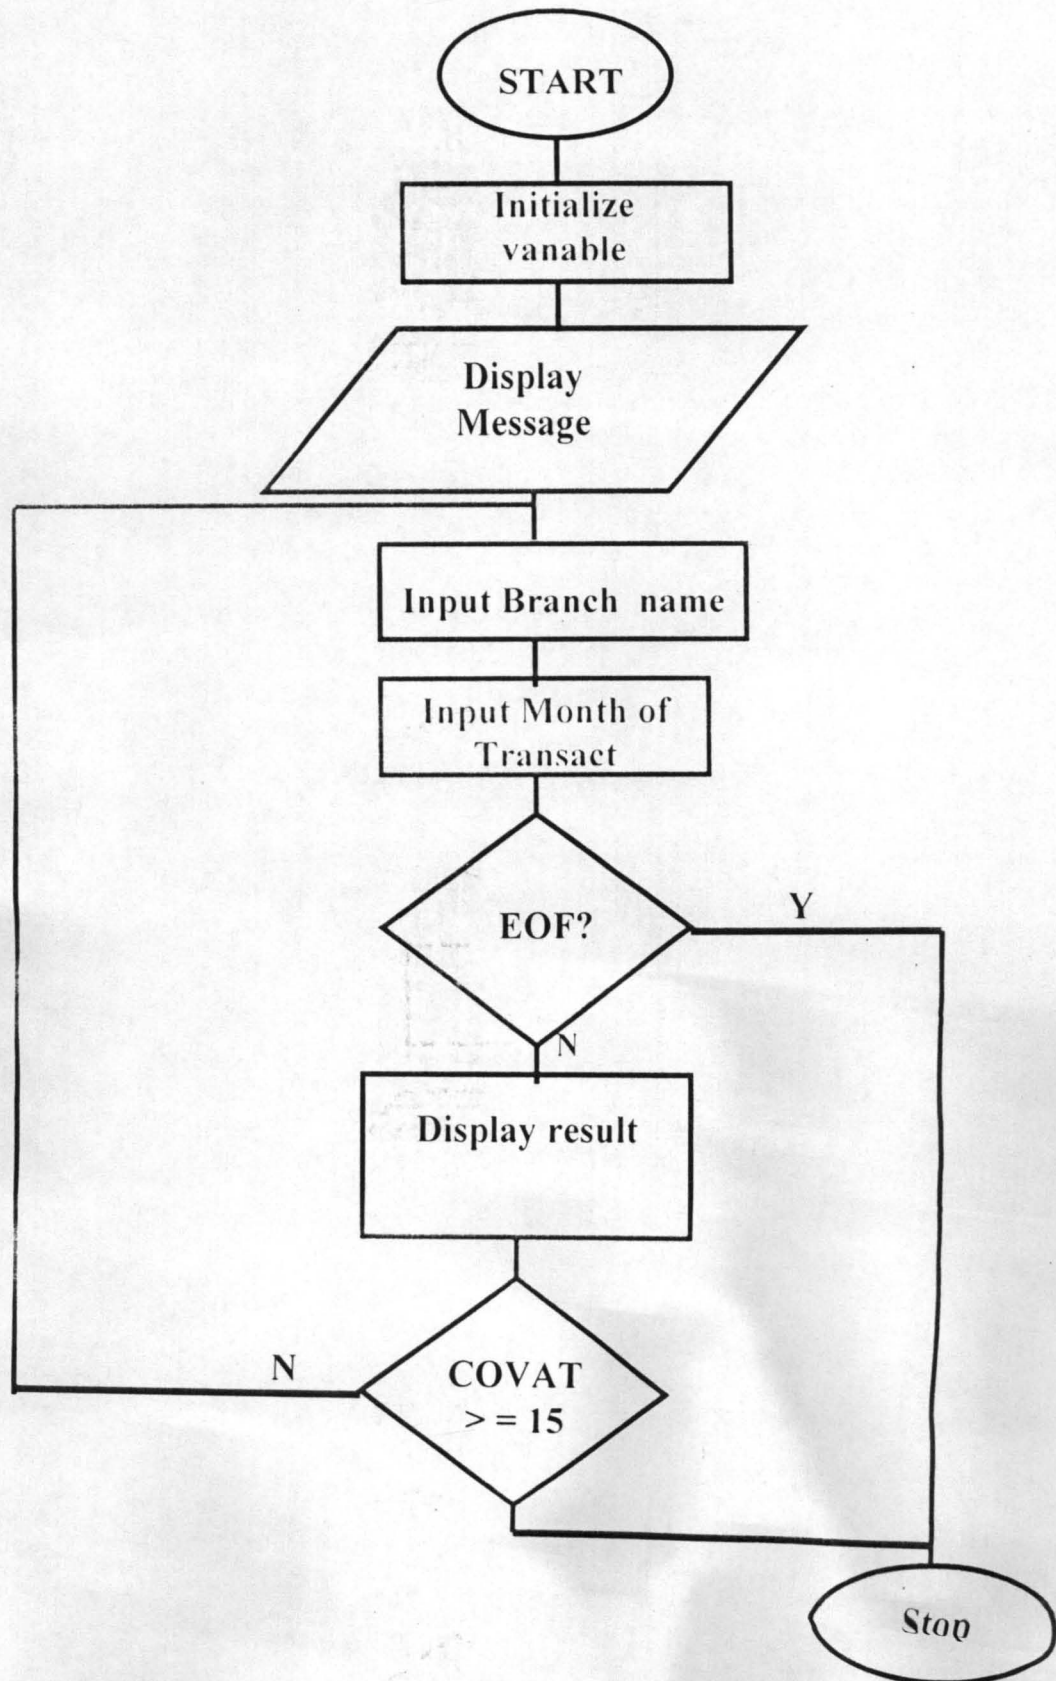 START
Initialize
vanable
Display
Message
Input Branch name
Input Month of
Transact
EOF?
Y
N
Display result
N
COVAT
> = 15
Stop